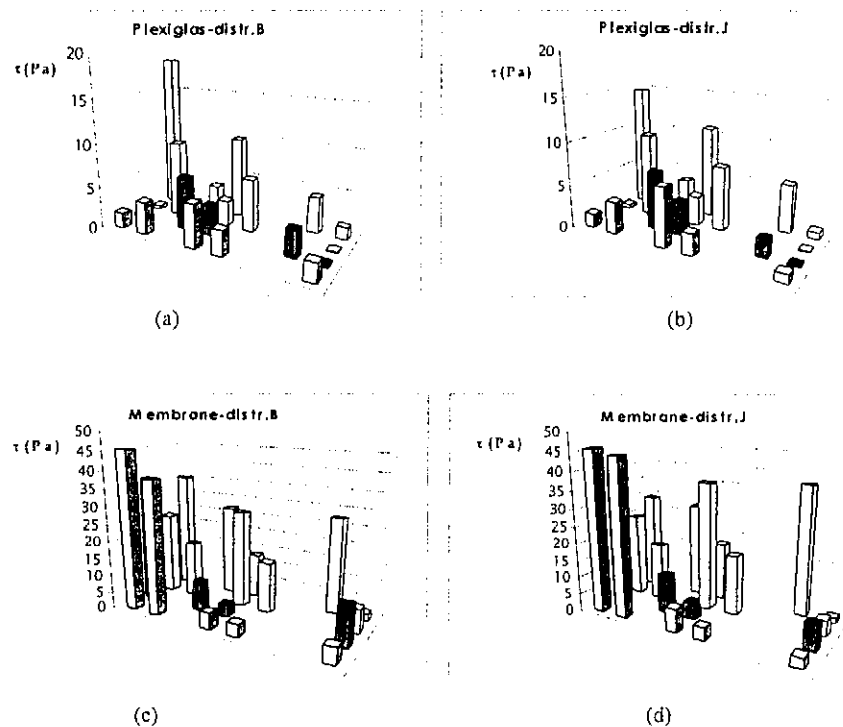 Plexiglas-distr.B
τ (Pa)
20
15
10
5
0
(a)
Plexiglas-distr.J
τ (Pa)
20
15
10
5
0
(b)
Membrane-distr.B
τ (Pa)
50
45
40
35
30
25
20
15
10
5
0
(c)
Membrane-distr.J
τ (Pa)
50
45
40
35
30
25
20
15
10
5
0
(d)